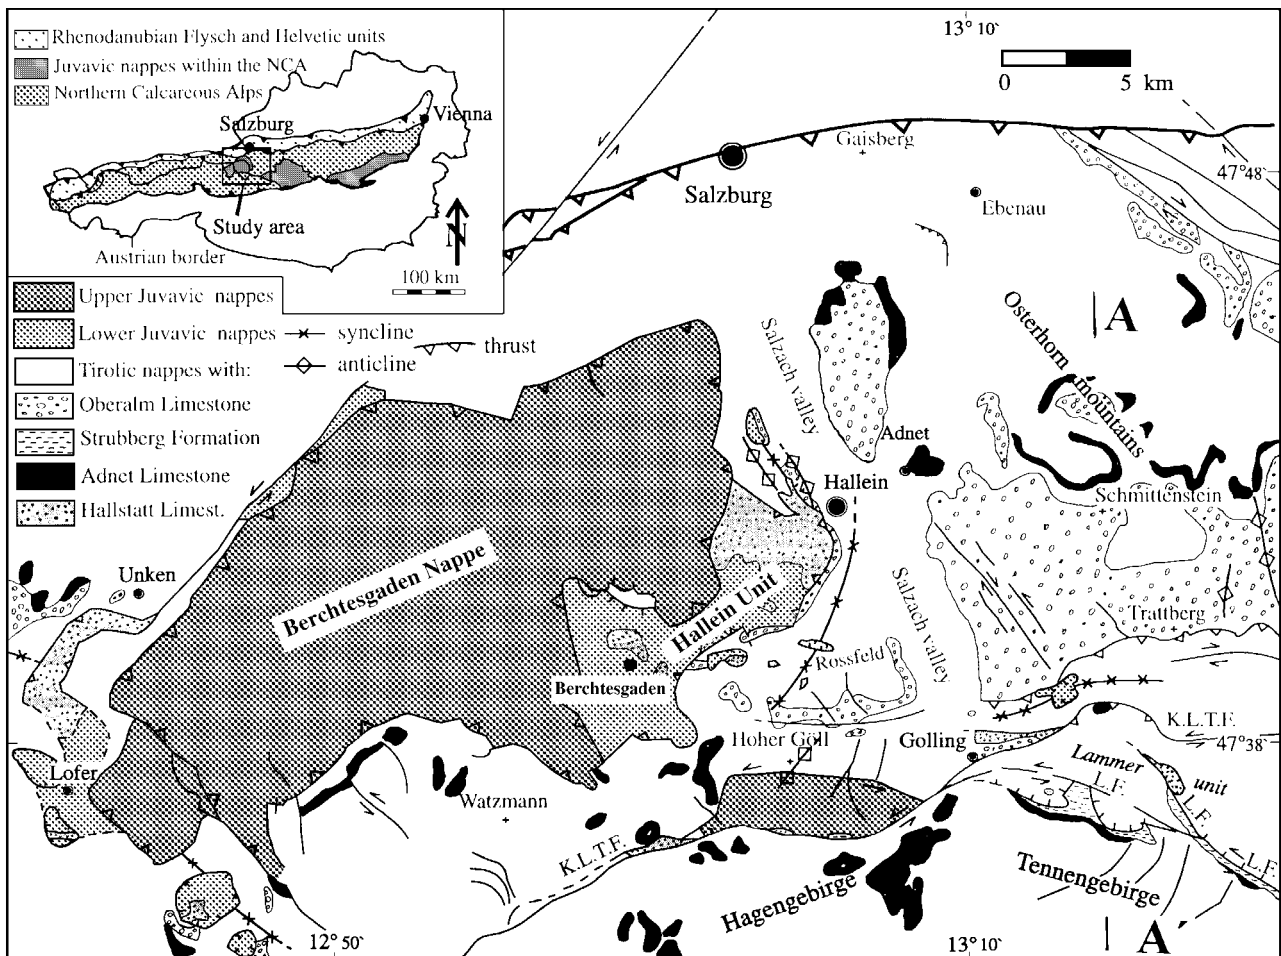 Rhenodanubian Flysch and Helvetic units
Juvavic nappes within the NCA
Northern Calcareous Alps
Salzburg
Vienna
Study area
Austrian border
N
100 km
13° 10`
0 5 km
Gaisberg
47°48`
Salzburg
Ebenau
Upper Juvavic nappes
Lower Juvavic nappes
Tirolic nappes with:
Oberalm Limestone
Strubberg Formation
Adnet Limestone
Hallstatt Limest.
syncline
anticline
thrust
A
Osterhorn mountains
Salzach valley
Adnet
Hallein
Schmittenstein
Unken
Berchtesgaden Nappe
Hallein Unit
Salzach valley
Trattberg
Rossfeld
Berchtesgaden
K.L.T.F.
47°38`
Hoher Göll
Golling
Lammer unit
L.F.
L.F.
L.F.
Lofer
Watzmann
K.L.T.F.
Hagengebirge
Tennengebirge
12° 50`
13° 10`
A´